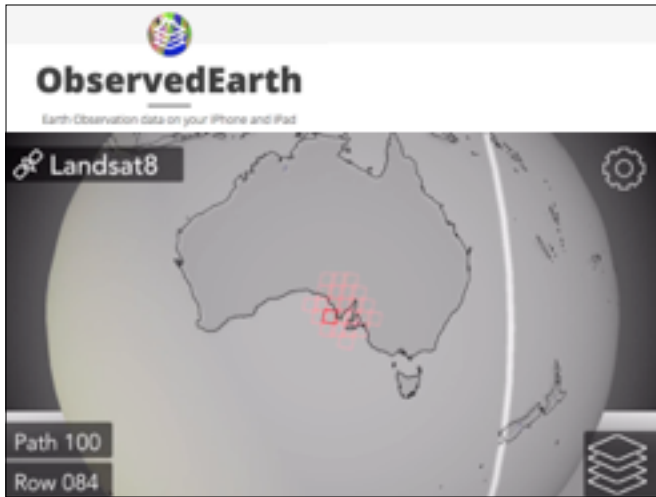 ObservedEarth
Earth Observation data on your iPhone and iPad
Landsat8
Path 100
Row 084